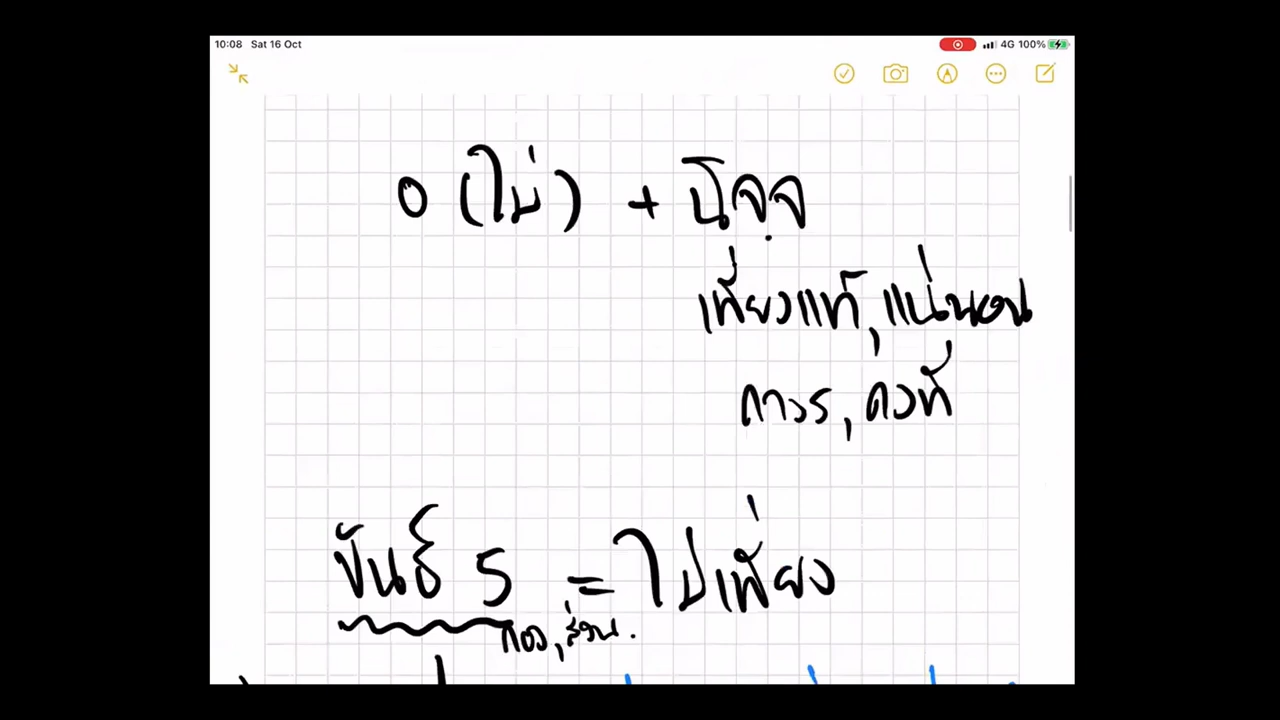 10:08 Sat 16 Oct 4G 100%
o (ไม่) + นิจฺจ
เที่ยงแท้, แน่นอน
ถาวร, คงที่
ขันธ์ 5 = ไม่เที่ยง
กอง, ส่วน.